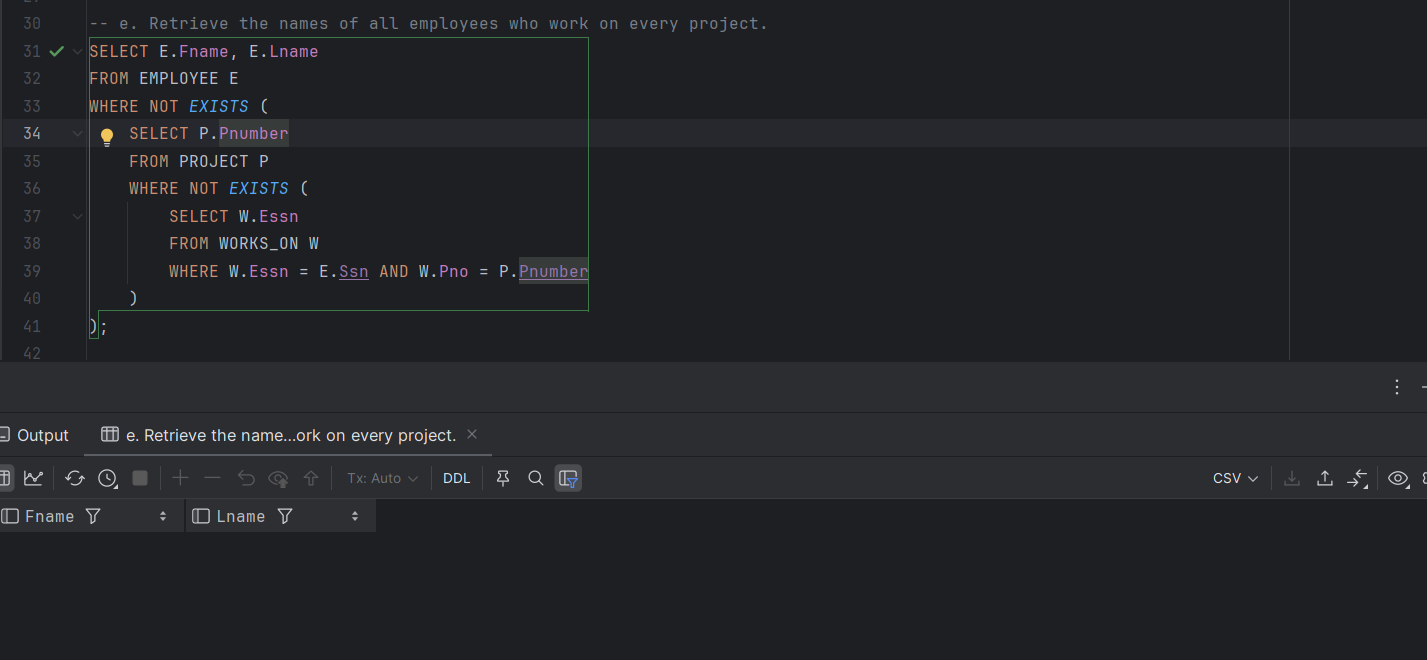 30 -- e. Retrieve the names of all employees who work on every project.
31 SELECT E.Fname, E.Lname
32 FROM EMPLOYEE E
33 WHERE NOT EXISTS (
34 SELECT P.Pnumber
35 FROM PROJECT P
36 WHERE NOT EXISTS (
37 SELECT W.Essn
38 FROM WORKS_ON W
39 WHERE W.Essn = E.Ssn AND W.Pno = P.Pnumber
40 )
41 );
42
Output e. Retrieve the name...ork on every project.
Tx: Auto DDL CSV
Fname Lname